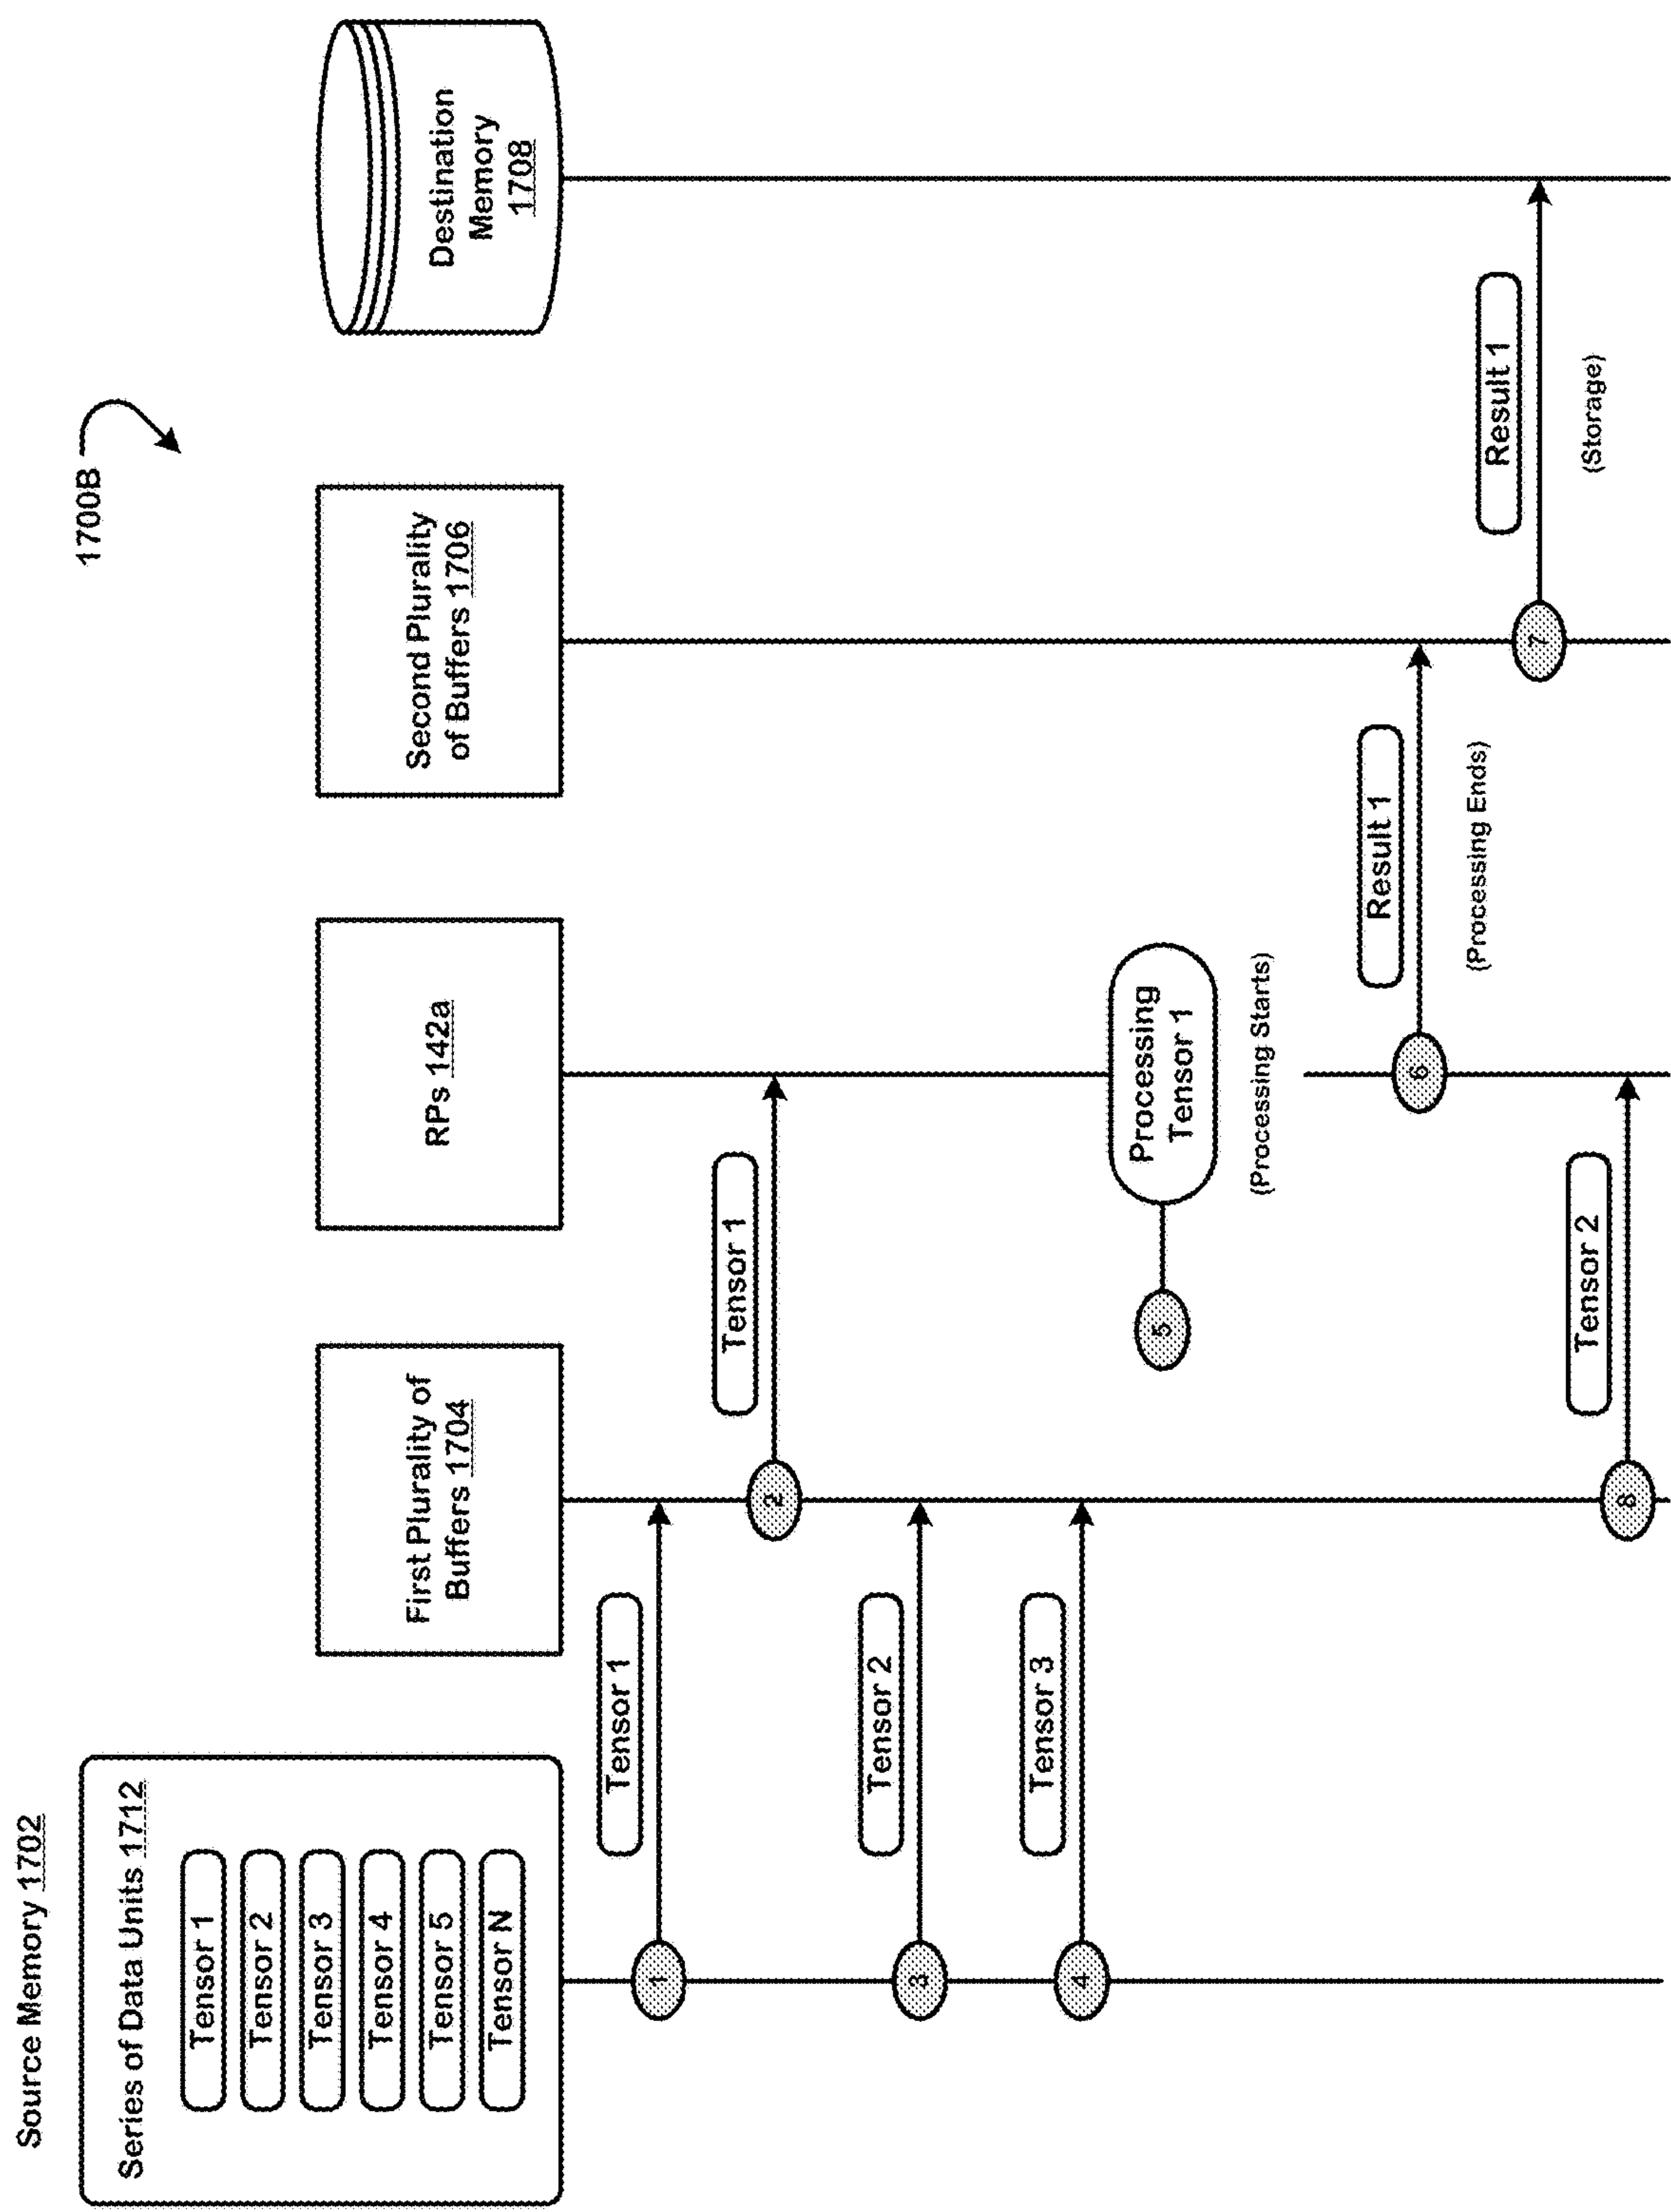 1700B
Source Memory 1702
Series of Data Units 1712
Tensor 1
Tensor 2
Tensor 3
Tensor 4
Tensor 5
Tensor N
First Plurality of
Buffers 1704
RPs 142a
Second Plurality
of Buffers 1706
Destination
Memory
1708
1
Tensor 1
2
Tensor 1
3
Tensor 2
4
Tensor 3
5
Processing
Tensor 1
(Processing Starts)
6
Result 1
(Processing Ends)
7
Result 1
(Storage)
8
Tensor 2